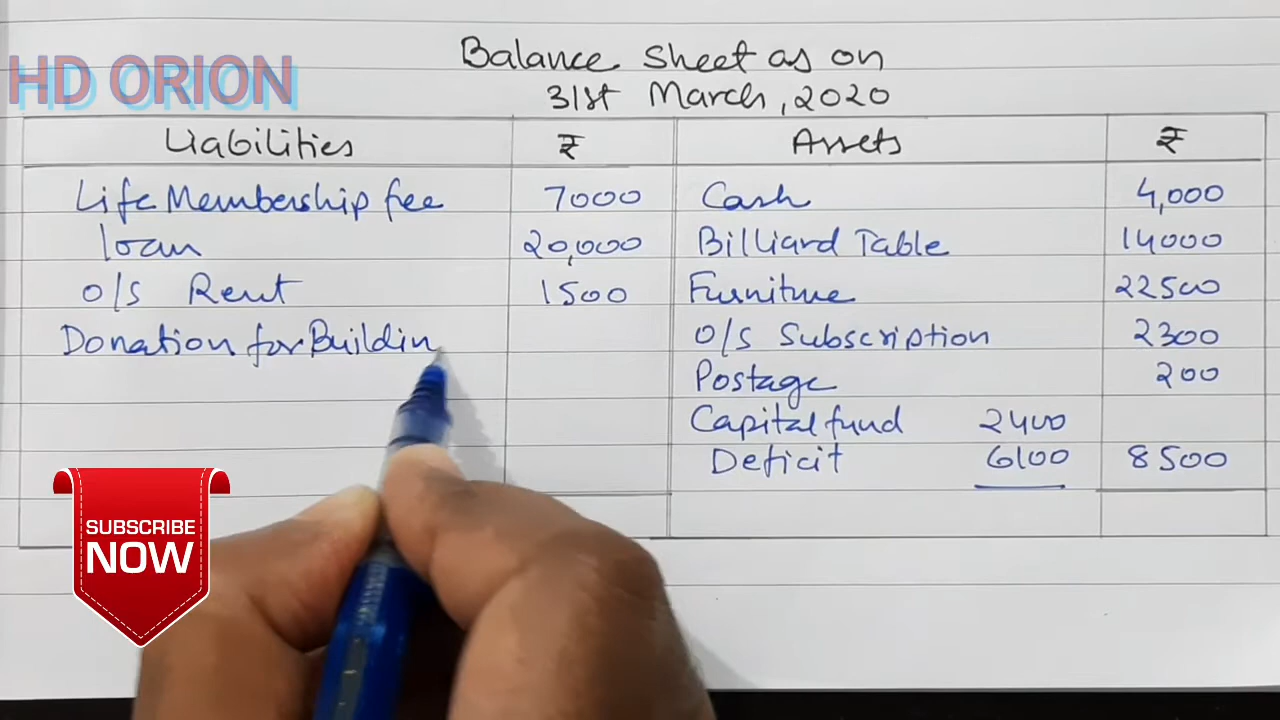 HD ORION
Balance Sheet as on
31st March, 2020
Liabilities ₹ Assets ₹
Life Membership fee 7000 Cash 4,000
loan 20,000 Billiard Table 14000
O/S Rent 1500 Furniture 22500
Donation for Buildin O/S Subscription 2300
Postage 200
Capital fund 2400
Deficit 6100 8500
SUBSCRIBE
NOW